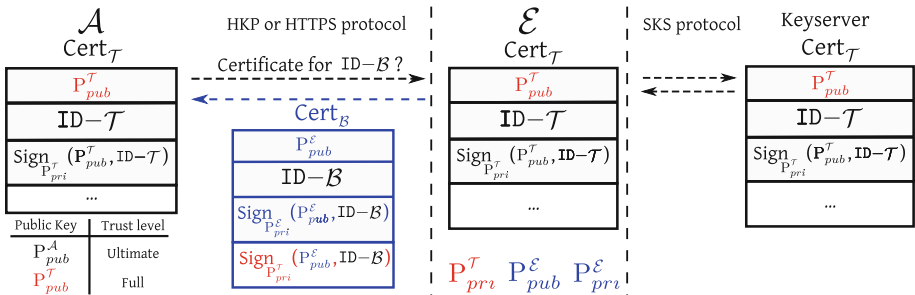 𝒜
Cert_𝒯
P^𝒯_pub
ID−𝒯
Sign_{P^𝒯_pri}(P^𝒯_pub,ID−𝒯)
...
Public Key Trust level
P^𝒜_pub Ultimate
P^𝒯_pub Full
HKP or HTTPS protocol
Certificate for ID−ℬ?
Cert_ℬ
P^ℰ_pub
ID−ℬ
Sign_{P^ℰ_pri}(P^ℰ_pub,ID−ℬ)
Sign_{P^𝒯_pri}(P^ℰ_pub,ID−ℬ)
ℰ
Cert_𝒯
P^𝒯_pub
ID−𝒯
Sign_{P^𝒯_pri}(P^𝒯_pub,ID−𝒯)
...
P^𝒯_pri P^ℰ_pub P^ℰ_pri
SKS protocol
Keyserver
Cert_𝒯
P^𝒯_pub
ID−𝒯
Sign_{P^𝒯_pri}(P^𝒯_pub,ID−𝒯)
...